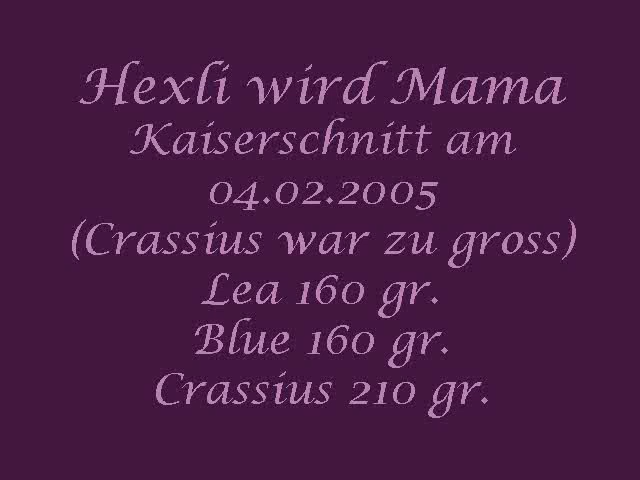 Hexli wird Mama
Kaiserschnitt am
04.02.2005
(Crassius war zu gross)
Lea 160 gr.
Blue 160 gr.
Crassius 210 gr.